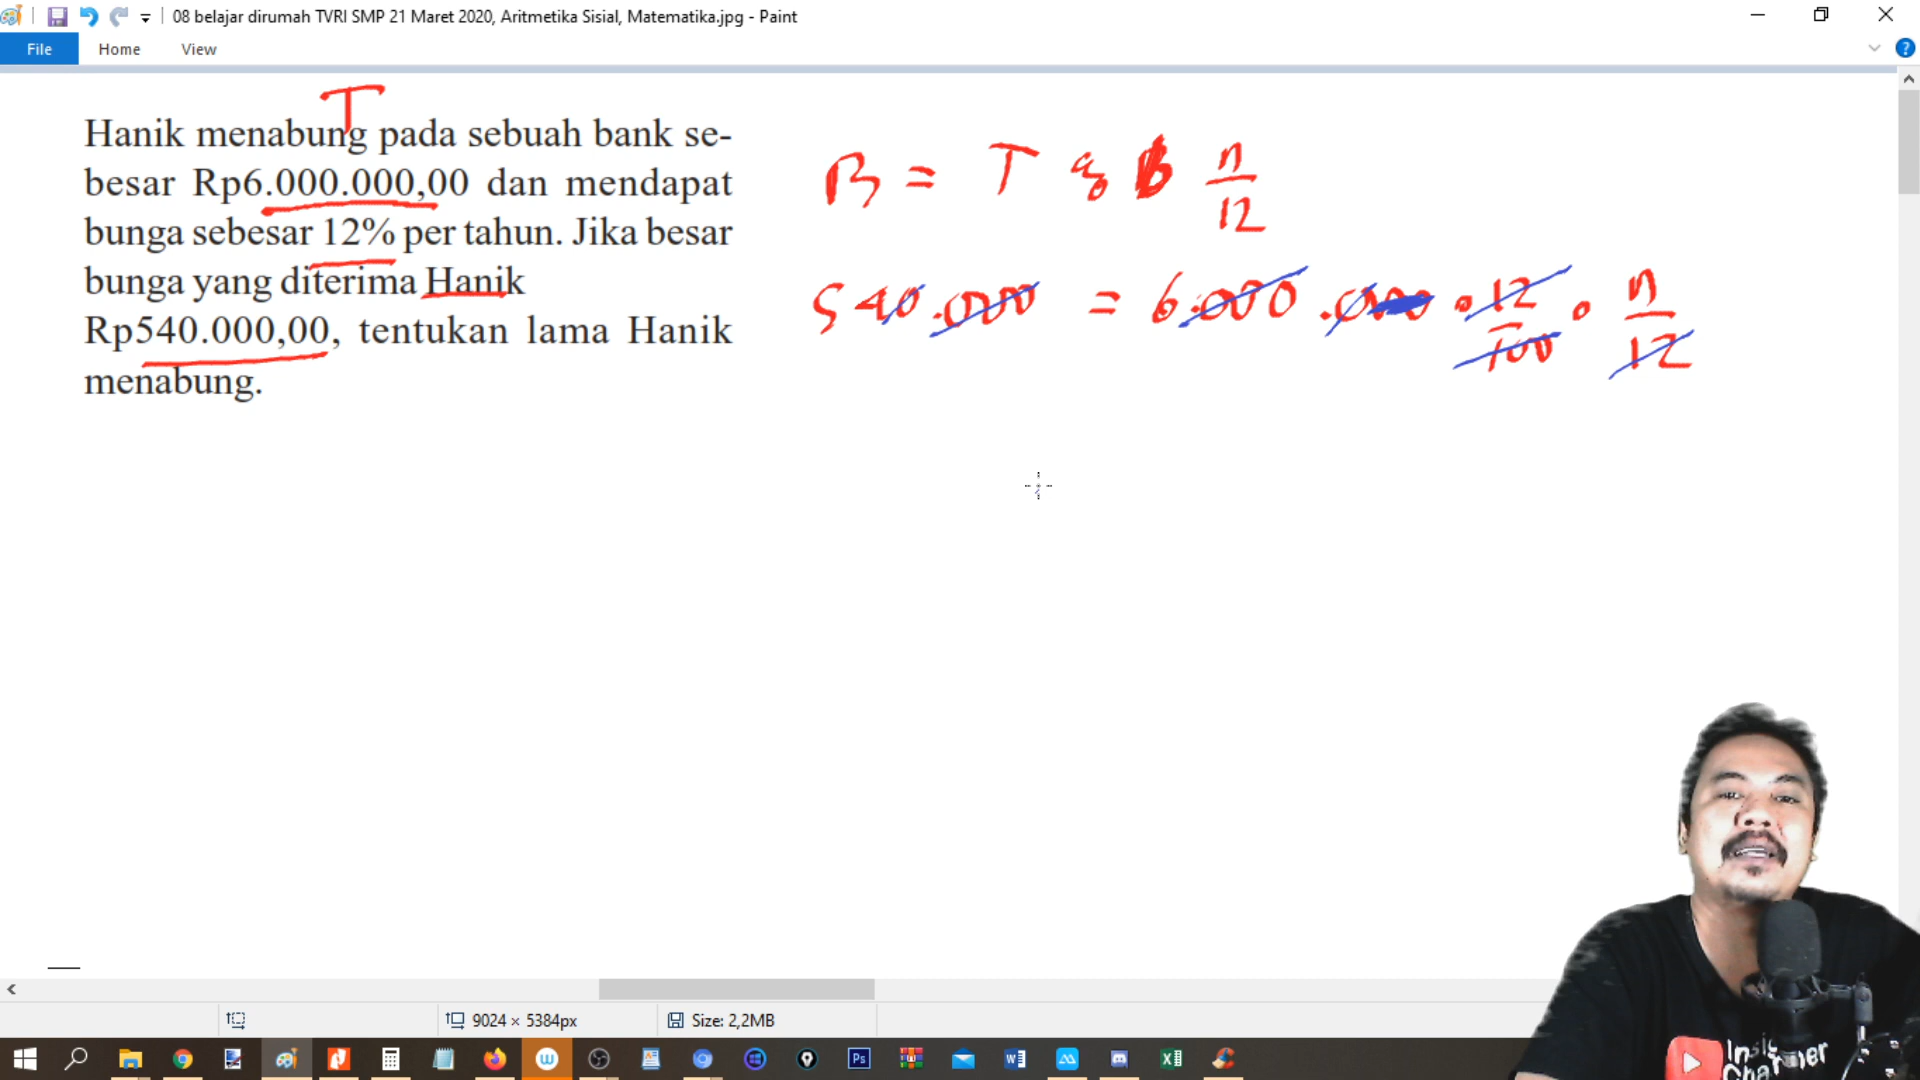 08 belajar dirumah TVRI SMP 21 Maret 2020, Aritmetika Sisial, Matematika.jpg - Paint
File Home View
T
Hanik menabung pada sebuah bank se-
besar Rp6.000.000,00 dan mendapat
bunga sebesar 12% per tahun. Jika besar
bunga yang diterima Hanik
Rp540.000,00, tentukan lama Hanik
menabung.
B = T % n/12
540.000 = 6.000.000 . 12/100 . n/12
9024 × 5384px
Size: 2,2MB